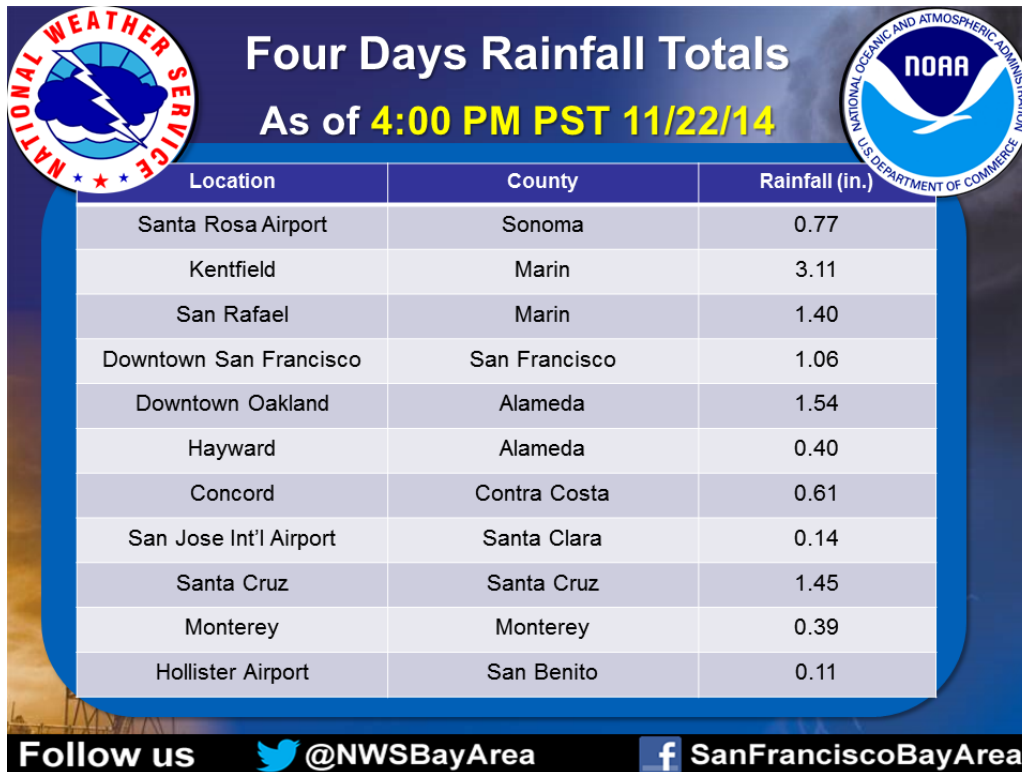 NATIONAL WEATHER SERVICE
Four Days Rainfall Totals
As of 4:00 PM PST 11/22/14
NATIONAL OCEANIC AND ATMOSPHERIC ADMINISTRATION
NOAA
U.S. DEPARTMENT OF COMMERCE
Location County Rainfall (in.)
Santa Rosa Airport Sonoma 0.77
Kentfield Marin 3.11
San Rafael Marin 1.40
Downtown San Francisco San Francisco 1.06
Downtown Oakland Alameda 1.54
Hayward Alameda 0.40
Concord Contra Costa 0.61
San Jose Int’l Airport Santa Clara 0.14
Santa Cruz Santa Cruz 1.45
Monterey Monterey 0.39
Hollister Airport San Benito 0.11
Follow us @NWSBayArea f SanFranciscoBayArea